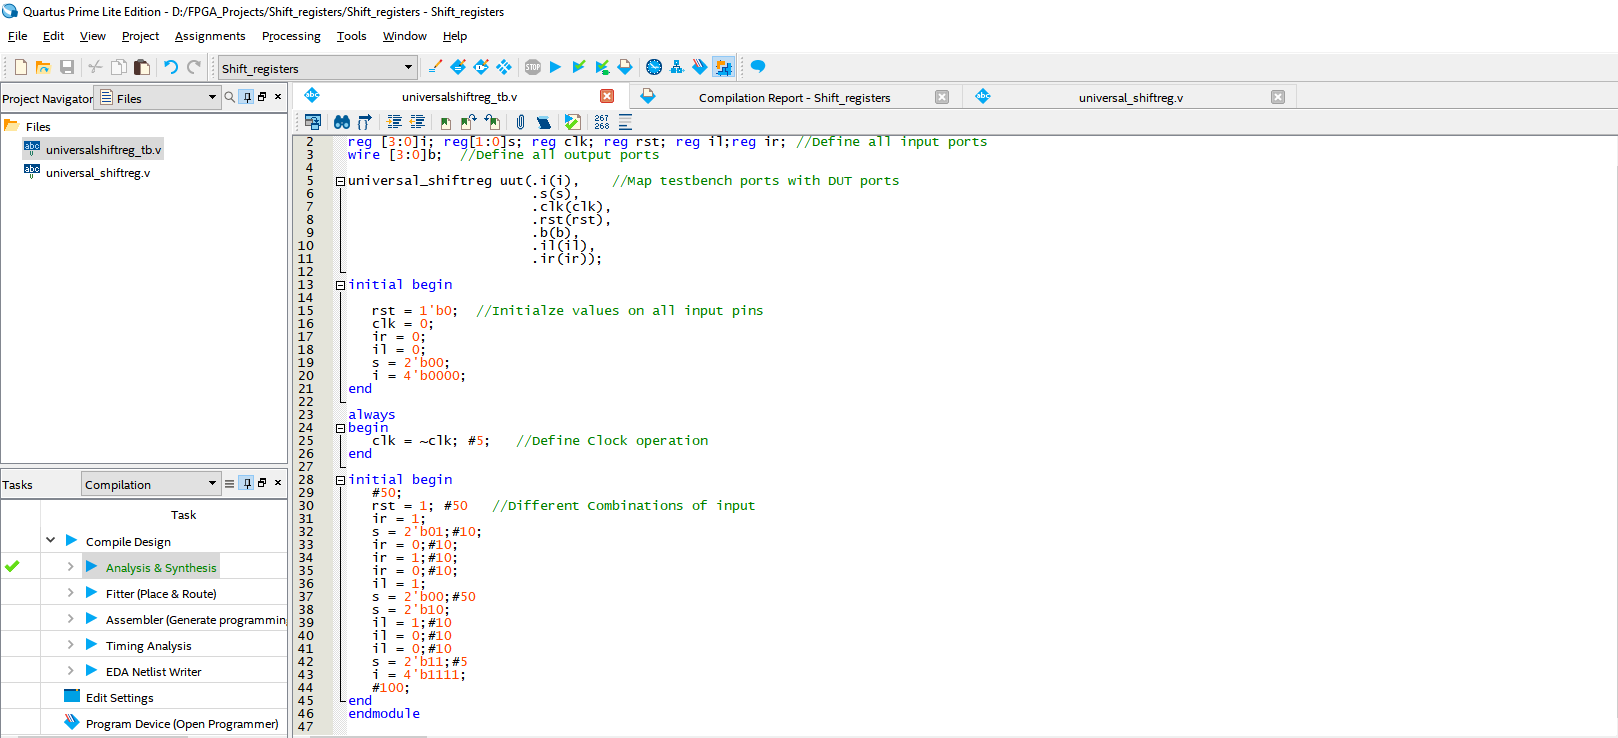 Quartus Prime Lite Edition - D:/FPGA_Projects/Shift_registers/Shift_registers - Shift_registers
File Edit View Project Assignments Processing Tools Window Help
Shift_registers
Project Navigator Files
Files
universalshiftreg_tb.v
universal_shiftreg.v
Tasks Compilation
Task
Compile Design
Analysis & Synthesis
Fitter (Place & Route)
Assembler (Generate programmin
Timing Analysis
EDA Netlist Writer
Edit Settings
Program Device (Open Programmer)
universalshiftreg_tb.v Compilation Report - Shift_registers universal_shiftreg.v
267
268
2 reg [3:0]i; reg[1:0]s; reg clk; reg rst; reg il;reg ir; //Define all input ports
3 wire [3:0]b; //Define all output ports
4
5 universal_shiftreg uut(.i(i), //Map testbench ports with DUT ports
6 .s(s),
7 .clk(clk),
8 .rst(rst),
9 .b(b),
10 .il(il),
11 .ir(ir));
12
13 initial begin
14
15 rst = 1'b0; //Initialze values on all input pins
16 clk = 0;
17 ir = 0;
18 il = 0;
19 s = 2'b00;
20 i = 4'b0000;
21 end
22
23 always
24 begin
25 clk = ~clk; #5; //Define Clock operation
26 end
27
28 initial begin
29 #50;
30 rst = 1; #50 //Different Combinations of input
31 ir = 1;
32 s = 2'b01;#10;
33 ir = 0;#10;
34 ir = 1;#10;
35 ir = 0;#10;
36 il = 1;
37 s = 2'b00;#50
38 s = 2'b10;
39 il = 1;#10
40 il = 0;#10
41 il = 0;#10
42 s = 2'b11;#5
43 i = 4'b1111;
44 #100;
45 end
46 endmodule
47